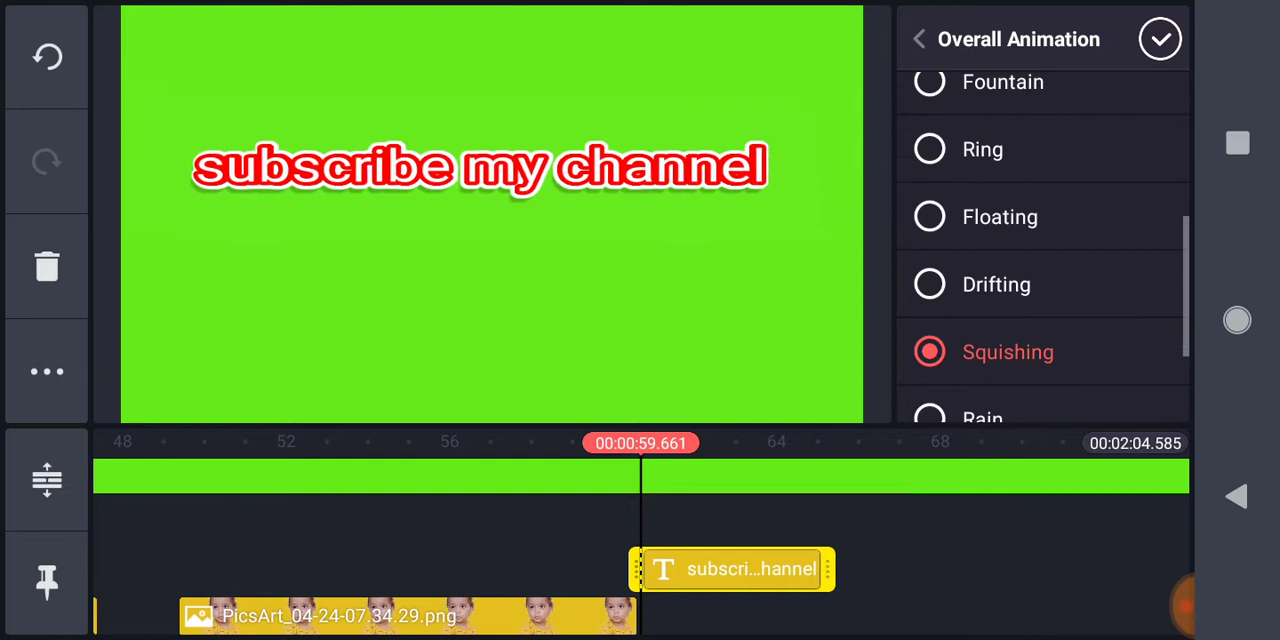 Overall Animation
Fountain
Ring
Floating
Drifting
Squishing
Rain
subscribe my channel
48 52 56 00:00:59.661 64 68 00:02:04.585
T subscri...hannel
PicsArt_04-24-07.34.29.png